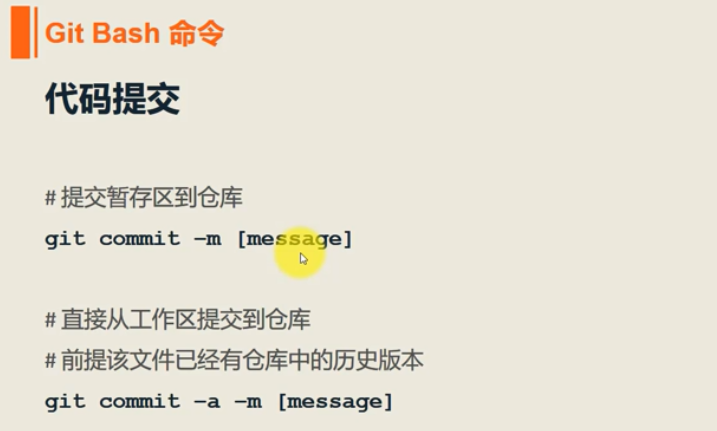 Git Bash 命令
代码提交
# 提交暂存区到仓库
git commit –m [message]
# 直接从工作区提交到仓库
# 前提该文件已经有仓库中的历史版本
git commit –a –m [message]